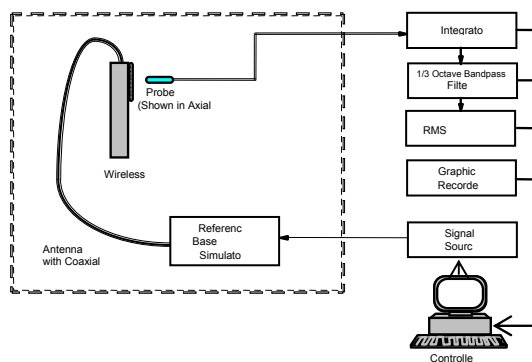 Integrato
1/3 Octave Bandpass
Filte
RMS
Graphic
Recorde
Signal
Sourc
Controlle
Probe
(Shown in Axial
Wireless
Referenc
Base
Simulato
Antenna
with Coaxial